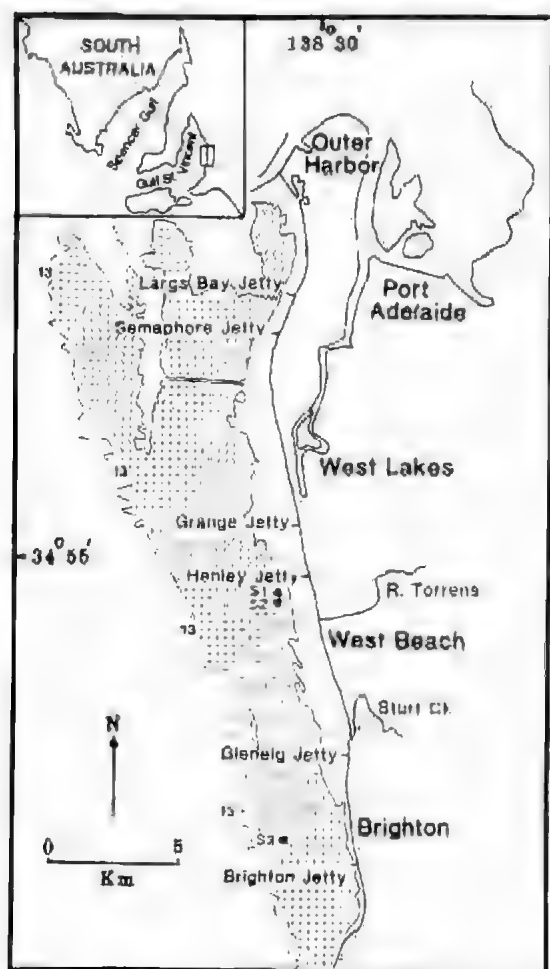 SOUTH
AUSTRALIA
Spencer Gulf
Gulf St. Vincent
138° 30'
Outer
Harbor
13
Largs Bay Jetty
Semaphore Jetty
Port
Adelaide
13
West Lakes
Grange Jetty
34° 55'
Henley Jetty
S1
S2
R. Torrens
13
West Beach
Sturt Ck.
N
Glenelg Jetty
13
Brighton
0 5
S3
Km
Brighton Jetty